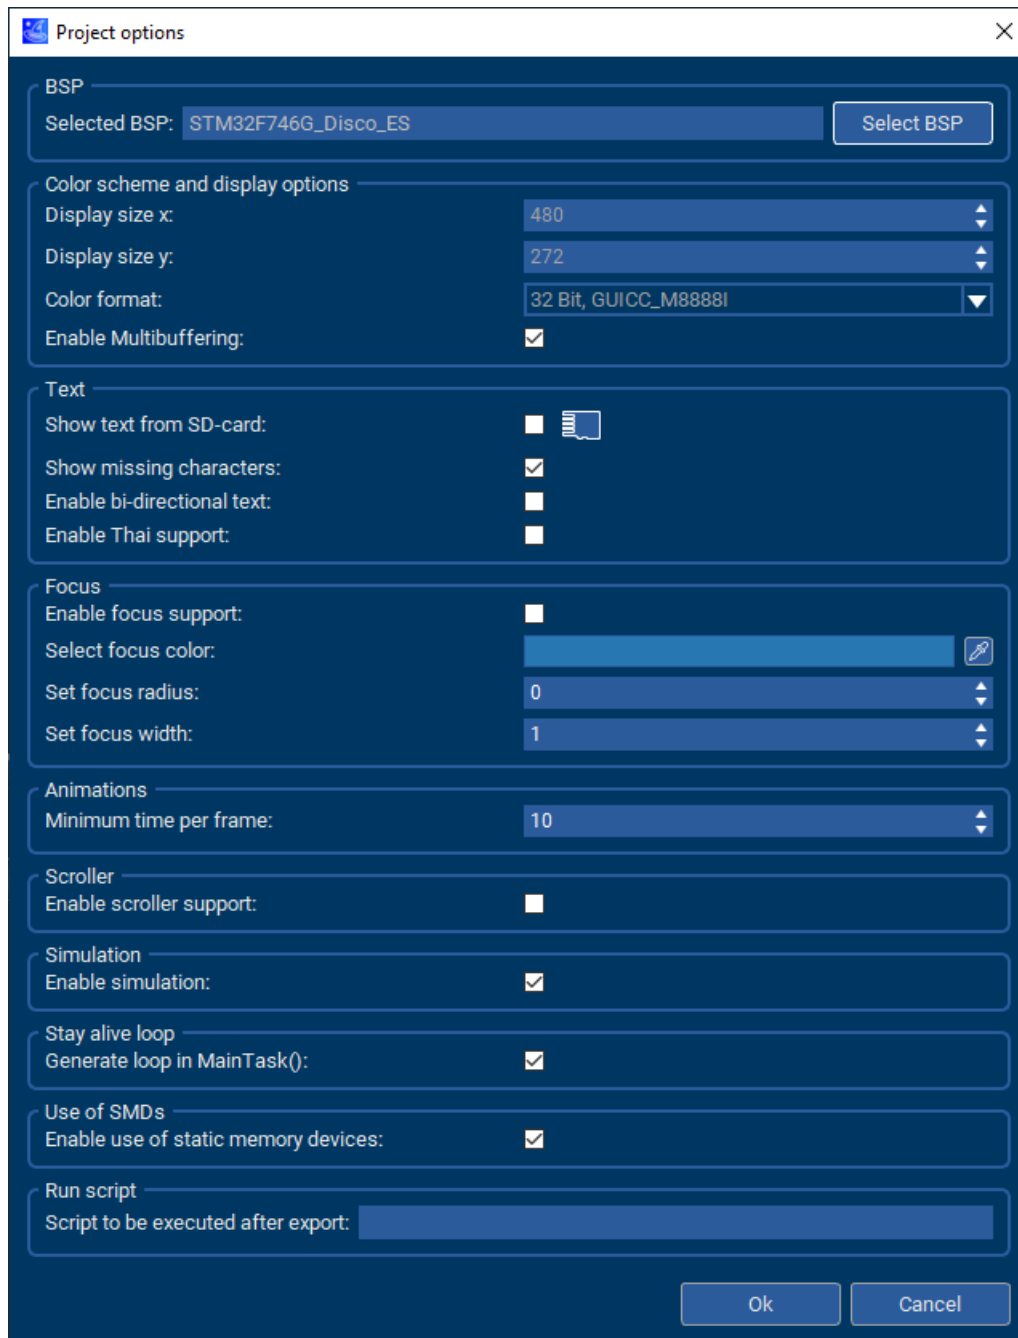 Project options
BSP
Selected BSP: STM32F746G_Disco_ES Select BSP
Color scheme and display options
Display size x: 480
Display size y: 272
Color format: 32 Bit, GUICC_M8888I
Enable Multibuffering:
Text
Show text from SD-card:
Show missing characters:
Enable bi-directional text:
Enable Thai support:
Focus
Enable focus support:
Select focus color:
Set focus radius: 0
Set focus width: 1
Animations
Minimum time per frame: 10
Scroller
Enable scroller support:
Simulation
Enable simulation:
Stay alive loop
Generate loop in MainTask():
Use of SMDs
Enable use of static memory devices:
Run script
Script to be executed after export:
Ok Cancel